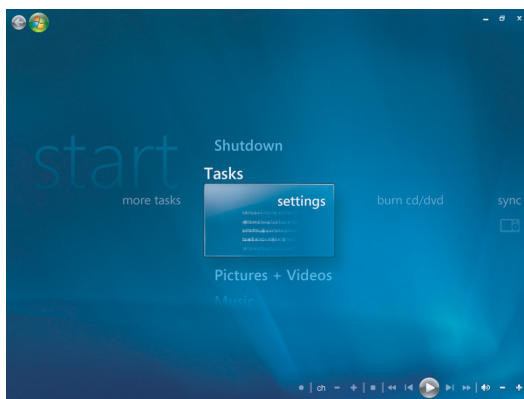 start
Shutdown
Tasks
more tasks
settings
burn cd/dvd
sync
Pictures + Videos
Music
ch